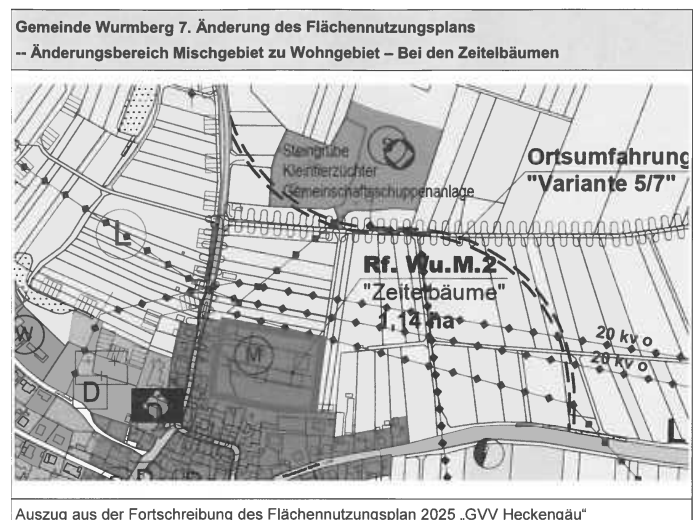 Gemeinde Wurmberg 7. Änderung des Flächennutzungsplans
-- Änderungsbereich Mischgebiet zu Wohngebiet – Bei den Zeitelbäumen
Steingrube
Kleintierzüchter
Gemeinschaftsschuppenanlage
S
Ortsumfahrung
"Variante 5/7"
L
Rf. Wu.M.2
"Zeitelbäume"
1,14 ha
20 kv o
20 kv o
W
M
D
L
Auszug aus der Fortschreibung des Flächennutzungsplan 2025 „GVV Heckengäu“